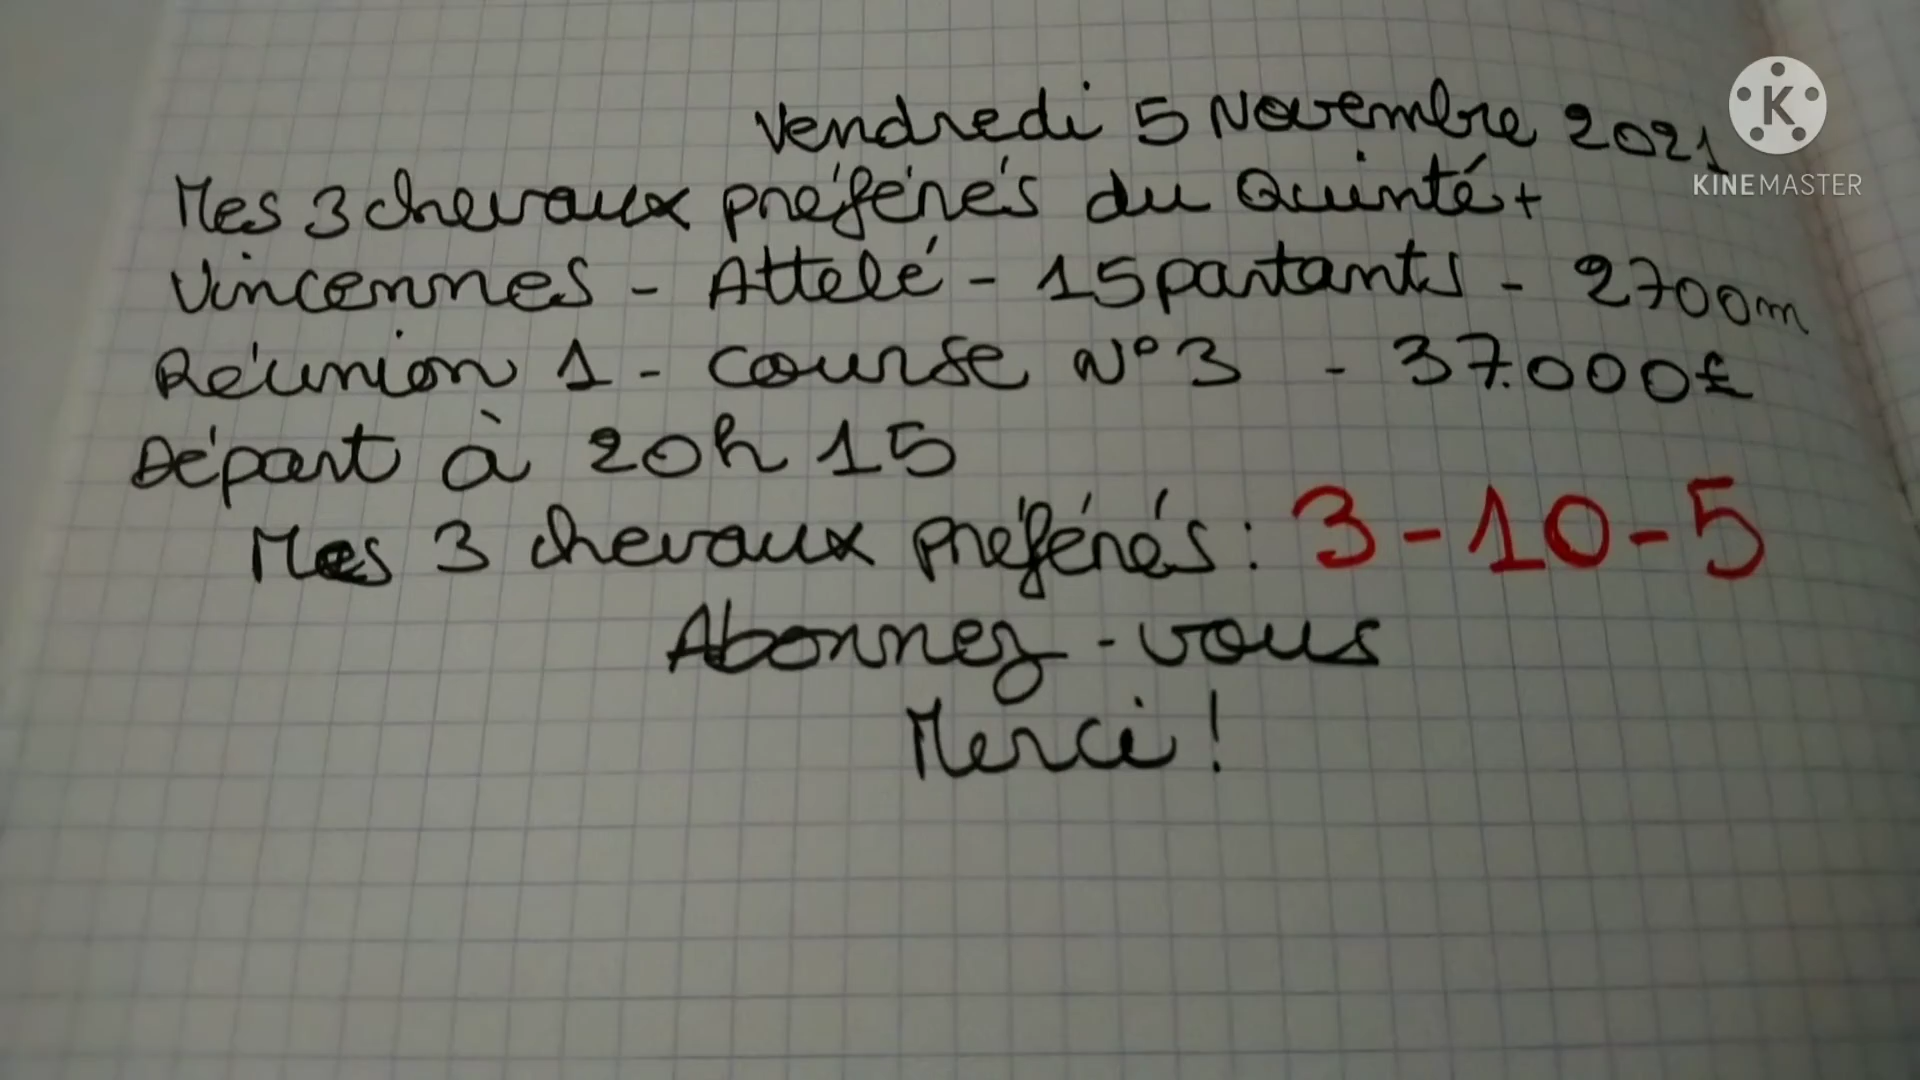 Vendredi 5 Novembre 2021
Mes 3 chevaux préférés du Quinté+
Vincennes - Attelé - 15 partants - 2700m
Réunion 1 - Course N°3 - 37.000€
Départ à 20h15
Mes 3 chevaux préférés : 3-10-5
Abonnez-vous
Merci !
K
KINEMASTER